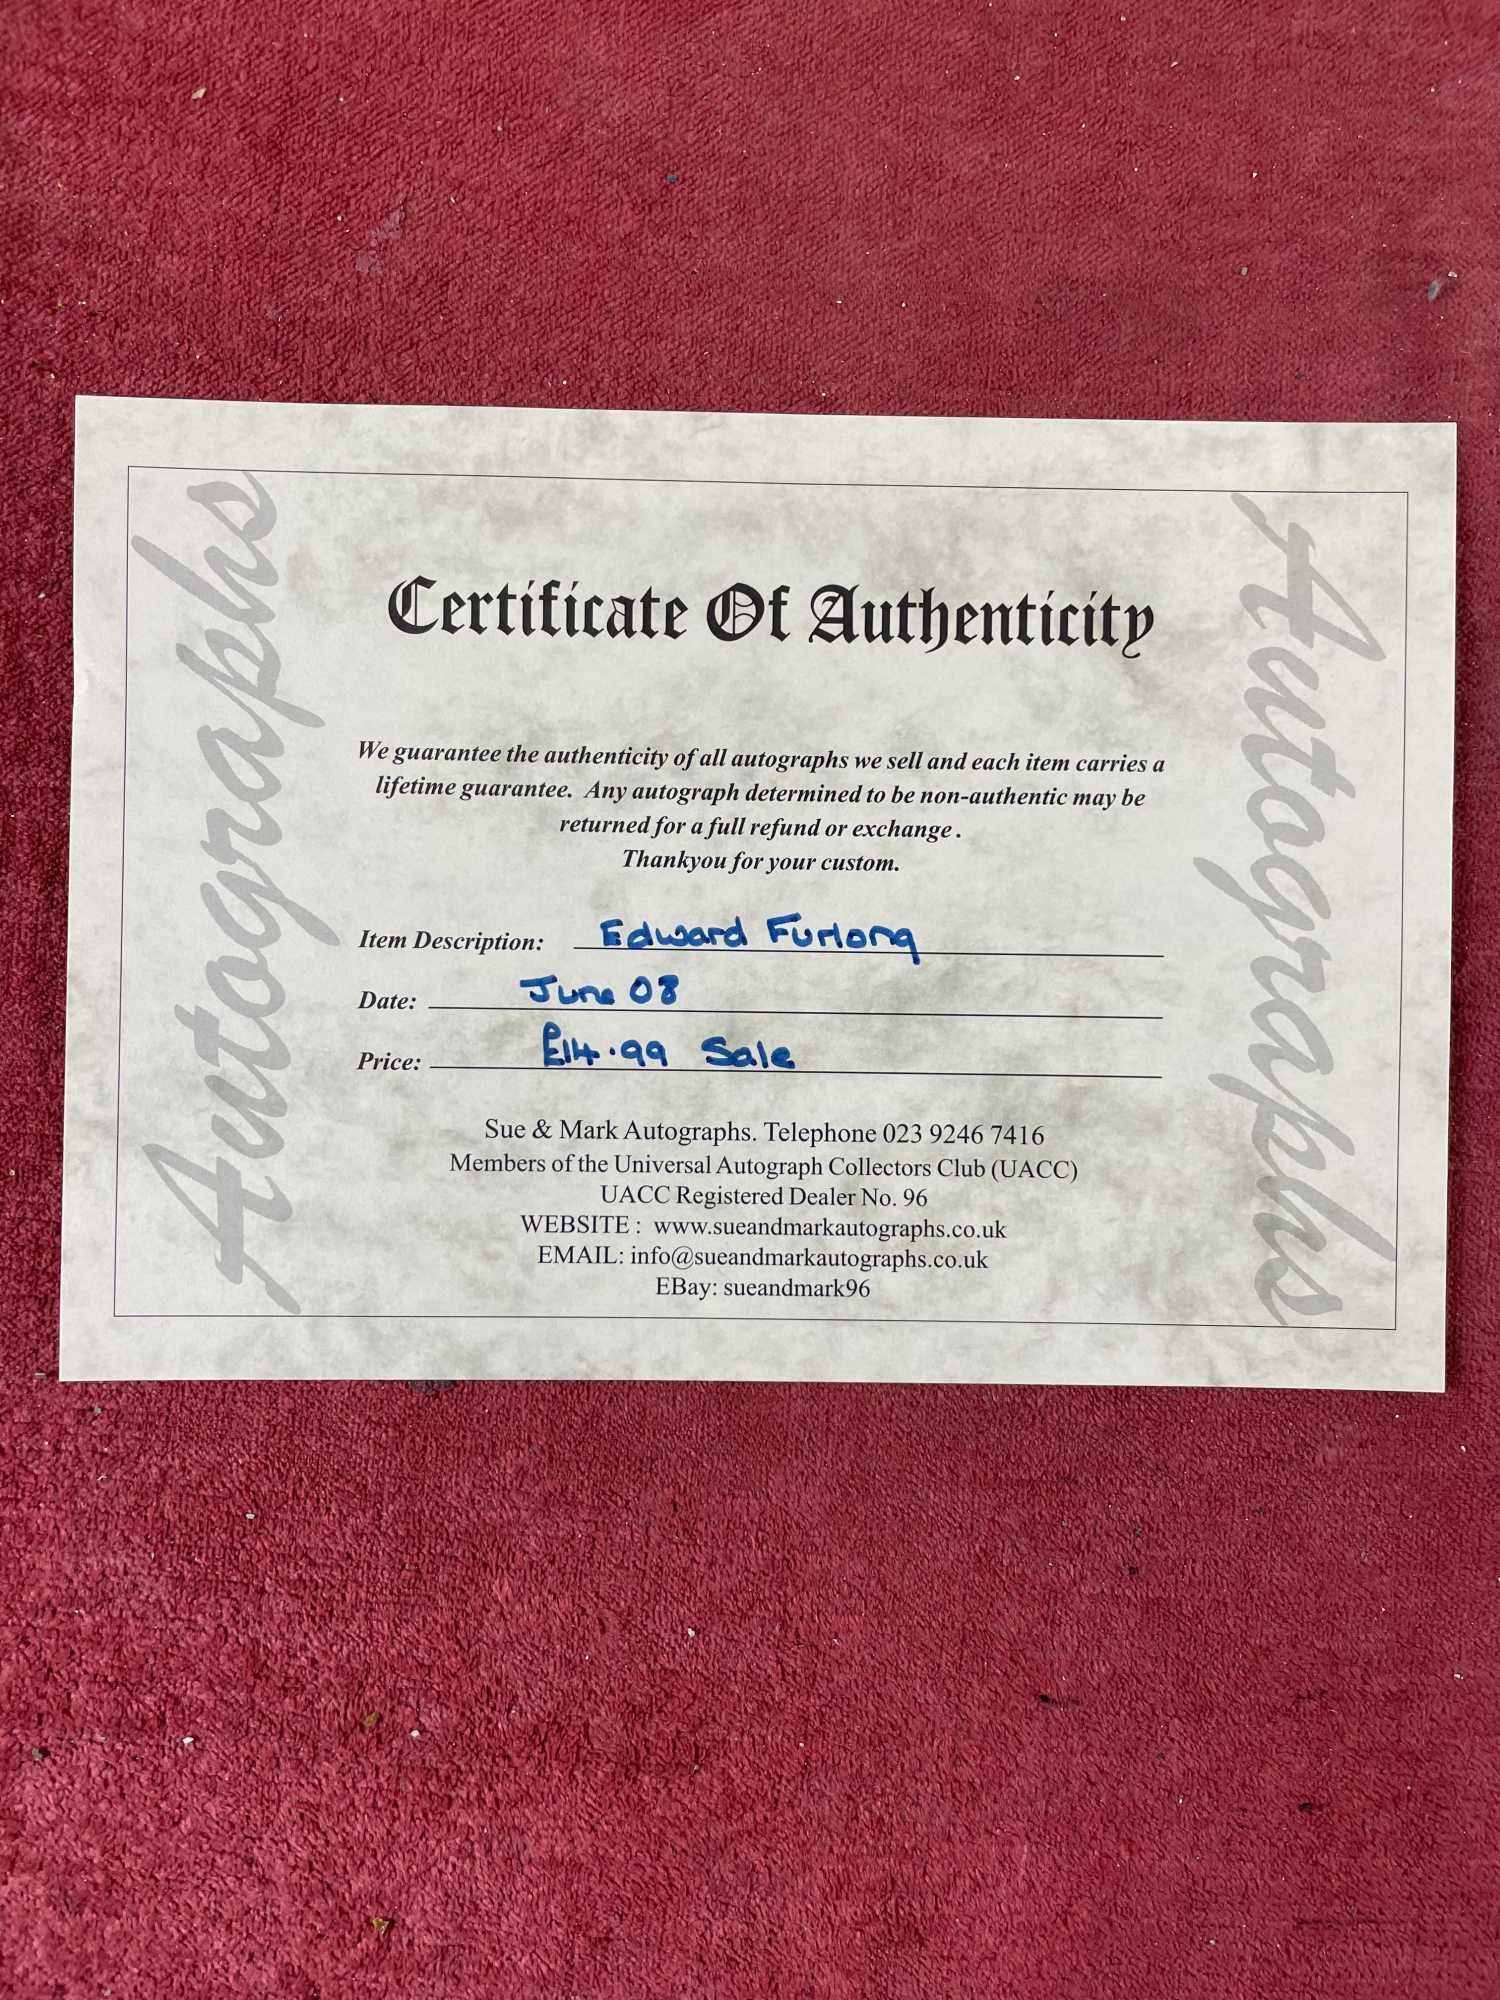 Certificate Of Authenticity
We guarantee the authenticity of all autographs we sell and each item carries a
lifetime guarantee. Any autograph determined to be non-authentic may be
returned for a full refund or exchange.
Thankyou for your custom.
Item Description: Edward Furlong
Date: June 08
Price: £14.99 Sale
Sue & Mark Autographs. Telephone 023 9246 7416
Members of the Universal Autograph Collectors Club (UACC)
UACC Registered Dealer No. 96
WEBSITE : www.sueandmarkautographs.co.uk
EMAIL: info@sueandmarkautographs.co.uk
EBay: sueandmark96
Autographs
Autographs